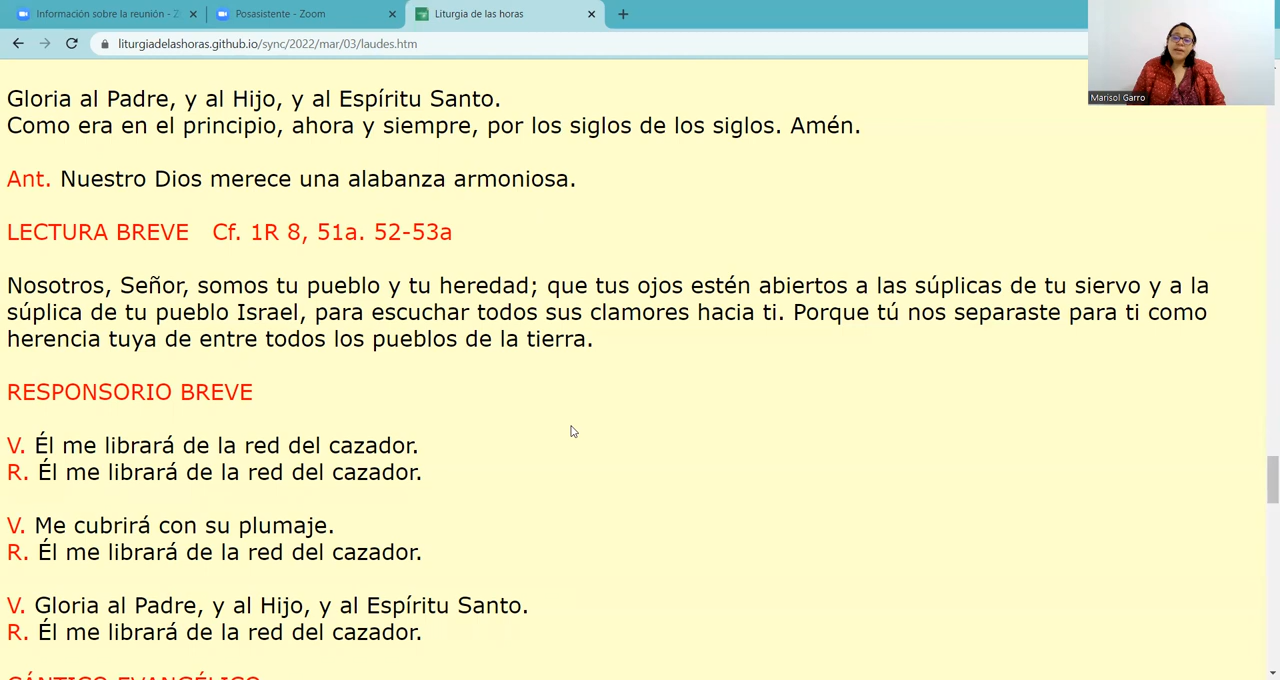 Información sobre la reunión - Z
Posasistente - Zoom
Liturgia de las horas
liturgiadelashoras.github.io/sync/2022/mar/03/laudes.htm
Marisol Garro
Gloria al Padre, y al Hijo, y al Espíritu Santo.
Como era en el principio, ahora y siempre, por los siglos de los siglos. Amén.
Ant. Nuestro Dios merece una alabanza armoniosa.
LECTURA BREVE Cf. 1R 8, 51a. 52-53a
Nosotros, Señor, somos tu pueblo y tu heredad; que tus ojos estén abiertos a las súplicas de tu siervo y a la
súplica de tu pueblo Israel, para escuchar todos sus clamores hacia ti. Porque tú nos separaste para ti como
herencia tuya de entre todos los pueblos de la tierra.
RESPONSORIO BREVE
V. Él me librará de la red del cazador.
R. Él me librará de la red del cazador.
V. Me cubrirá con su plumaje.
R. Él me librará de la red del cazador.
V. Gloria al Padre, y al Hijo, y al Espíritu Santo.
R. Él me librará de la red del cazador.
CÁNTICO EVANGÉLICO